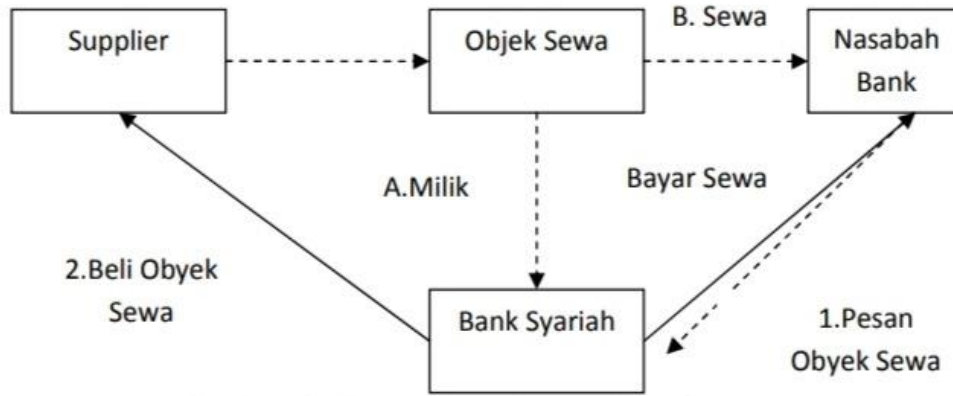 Supplier
Objek Sewa
B. Sewa
Nasabah
Bank
A.Milik
Bayar Sewa
2.Beli Obyek
Sewa
Bank Syariah
1.Pesan
Obyek Sewa